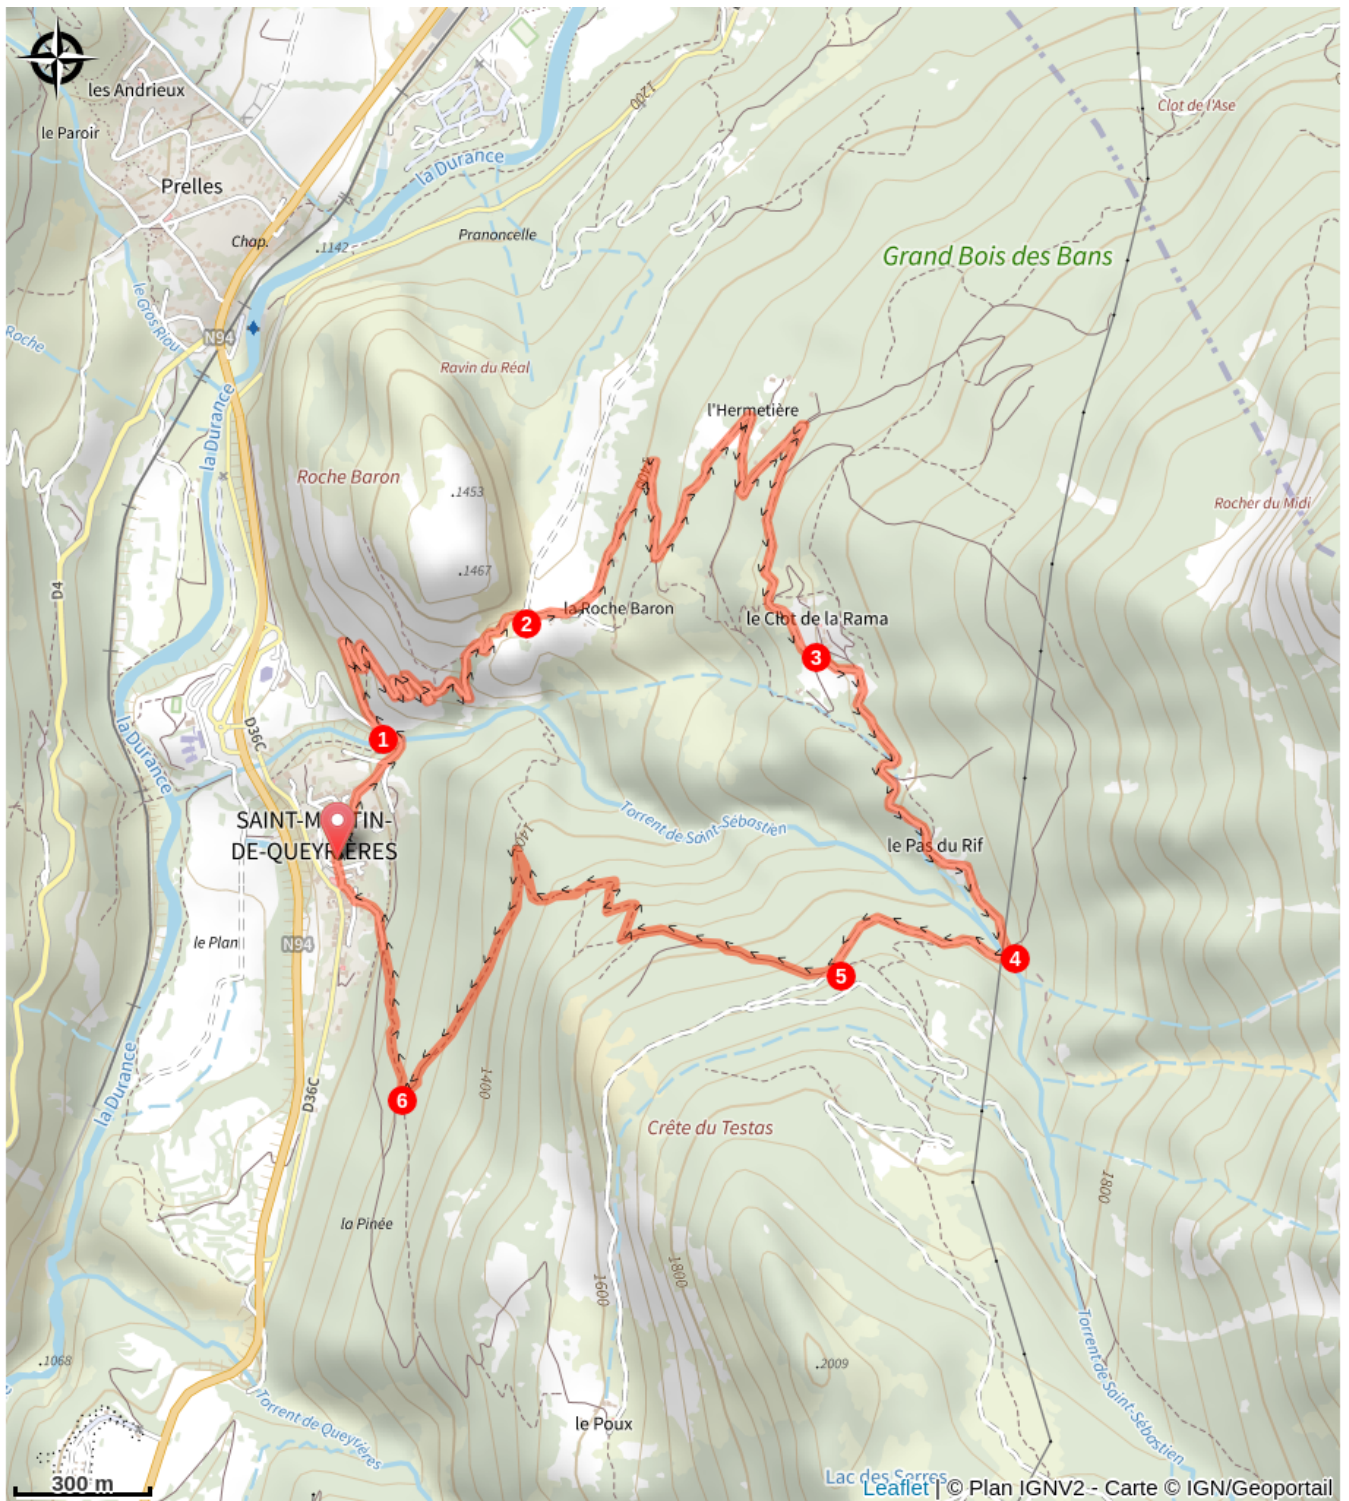 les Andrieux
le Paroir
Prelles
Chap.
.1142
la Durance
1200
Clot de l'Ase
Pranoncelle
Grand Bois des Bans
le Gros Riou
Roche
N94
Ravin du Réal
la Durance
l'Hermetière
Roche Baron
.1453
1400
Rocher du Midi
.1467
D4
la Roche Baron
2
le Clot de la Rama
3
la Durance
D36C
1
SAINT-MARTIN-
DE-QUEYRIÈRES
1400
Torrent de Saint-Sébastien
le Pas du Rif
le Plan
N94
4
5
la Durance
D36C
1400
6
Crête du Testas
1800
la Pinée
1600
1800
.1068
.2009
Torrent de Queyrières
le Poux
Torrent de Saint-Sébastien
300 m
Lac des Serres
Leaflet | © Plan IGNV2 - Carte © IGN/Geoportail